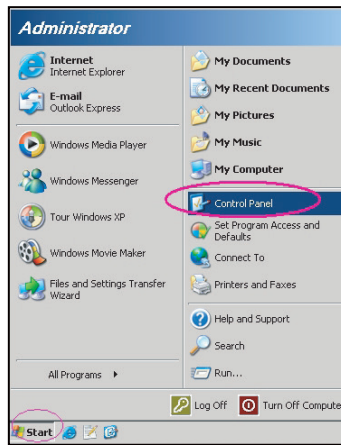 Administrator
Internet
Internet Explorer
E-mail
Outlook Express
Windows Media Player
Windows Messenger
Tour Windows XP
Windows Movie Maker
Files and Settings Transfer
Wizard
All Programs
My Documents
My Recent Documents
My Pictures
My Music
My Computer
Control Panel
Set Program Access and
Defaults
Connect To
Printers and Faxes
Help and Support
Search
Run...
Log Off
Turn Off Compute
Start